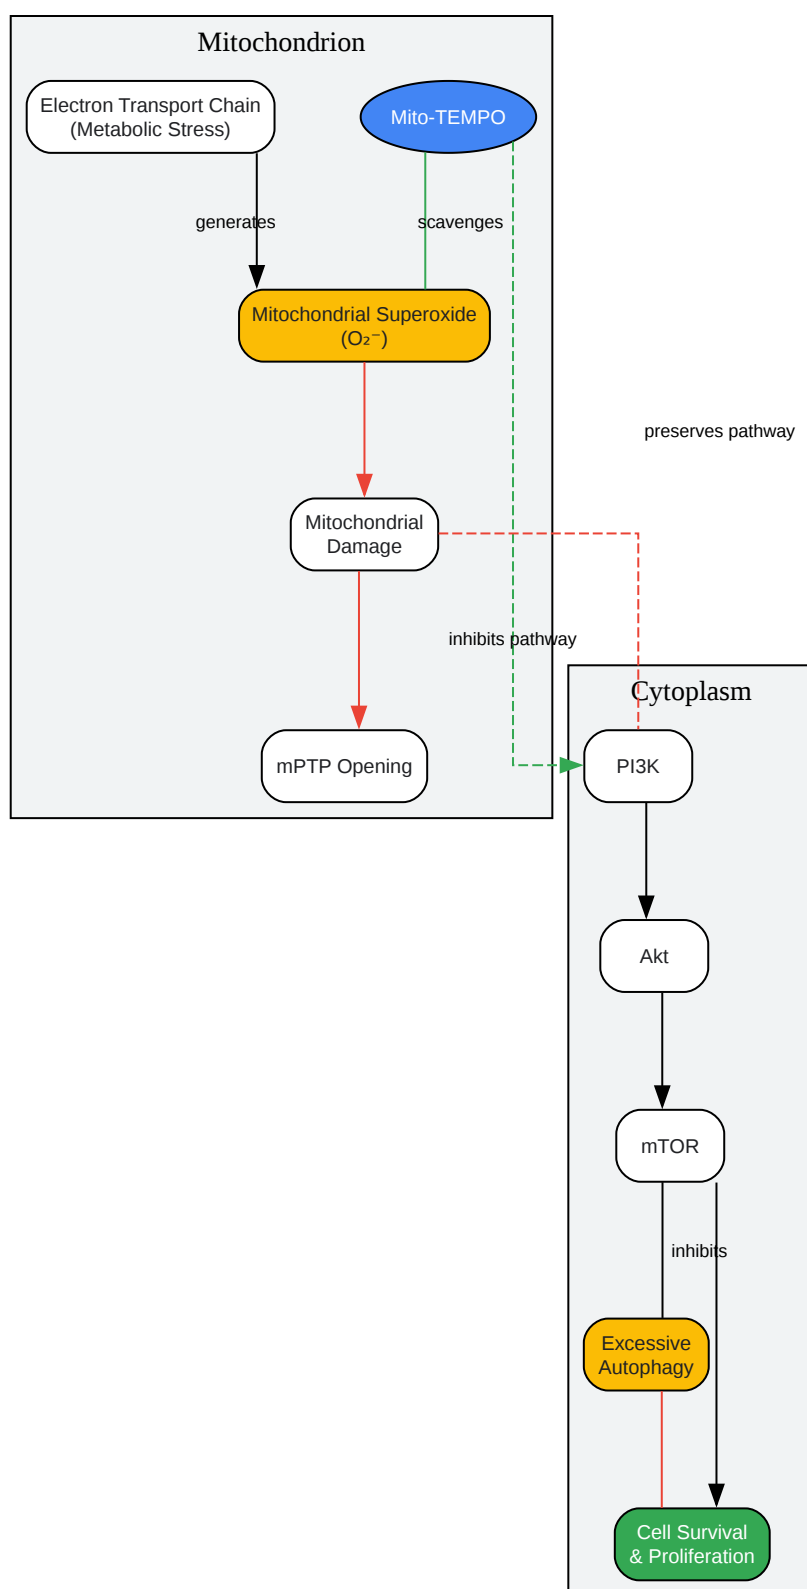 Mitochondrion
Electron Transport Chain
(Metabolic Stress)
Mito-TEMPO
generates
scavenges
Mitochondrial Superoxide
(O₂⁻)
preserves pathway
Mitochondrial
Damage
inhibits pathway
Cytoplasm
mPTP Opening
PI3K
Akt
mTOR
inhibits
Excessive
Autophagy
Cell Survival
& Proliferation